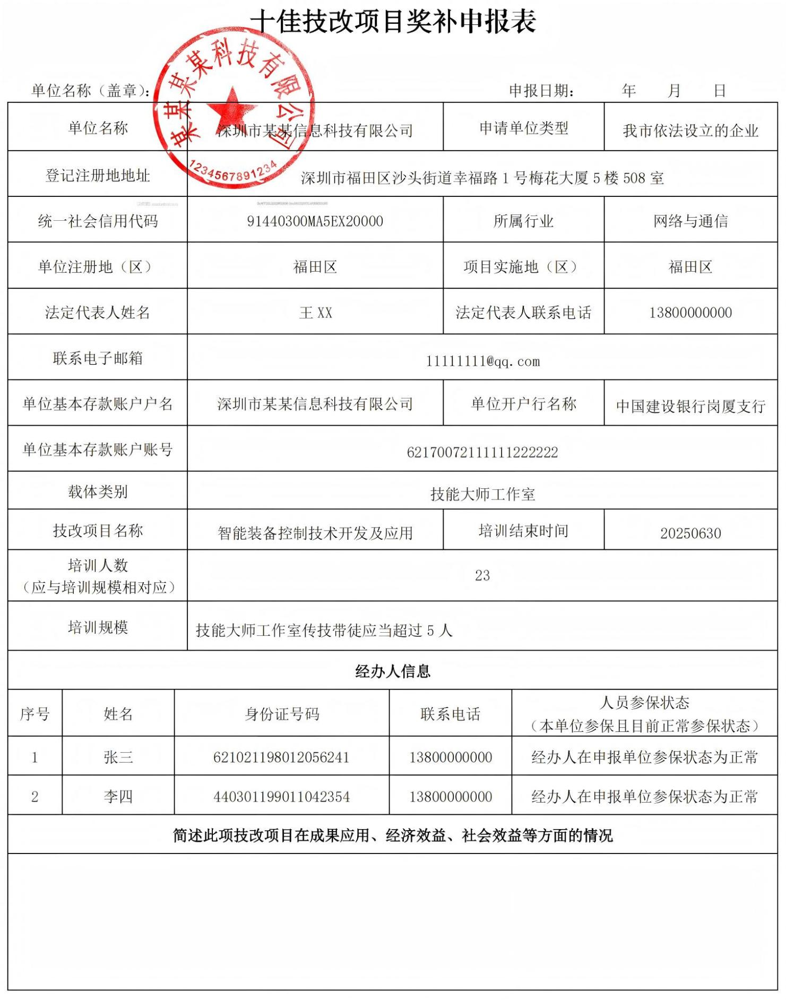 十佳技改项目奖补申报表
某某某某科技有限公司
1234567891234
单位名称（盖章）： 申报日期： 年 月 日
单位名称 深圳市某某信息科技有限公司 申请单位类型 我市依法设立的企业
登记注册地地址 深圳市福田区沙头街道幸福路 1 号梅花大厦 5 楼 508 室
统一社会信用代码 91440300MA5EX20000 所属行业 网络与通信
单位注册地（区） 福田区 项目实施地（区） 福田区
法定代表人姓名 王 XX 法定代表人联系电话 13800000000
联系电子邮箱 11111111@qq.com
单位基本存款账户户名 深圳市某某信息科技有限公司 单位开户行名称 中国建设银行岗厦支行
单位基本存款账户账号 62170072111111222222
载体类别 技能大师工作室
技改项目名称 智能装备控制技术开发及应用 培训结束时间 20250630
培训人数
（应与培训规模相对应） 23
培训规模 技能大师工作室传技带徒应当超过 5 人
经办人信息
序号 姓名 身份证号码 联系电话 人员参保状态
（本单位参保且目前正常参保状态）
1 张三 621021198012056241 13800000000 经办人在申报单位参保状态为正常
2 李四 440301199011042354 13800000000 经办人在申报单位参保状态为正常
简述此项技改项目在成果应用、经济效益、社会效益等方面的情况